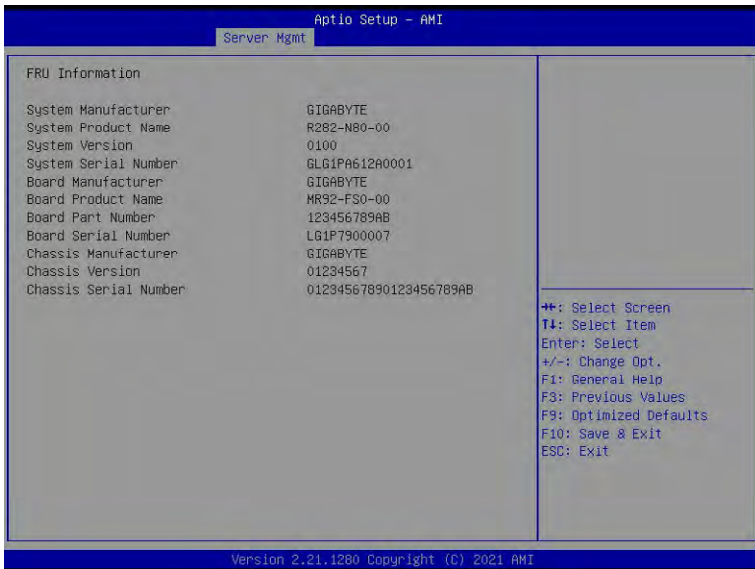 Aptio Setup - AMI
Server Mgmt
FRU Information
System Manufacturer GIGABYTE
System Product Name R282-N80-00
System Version 0100
System Serial Number GLG1PA612A0001
Board Manufacturer GIGABYTE
Board Product Name MR92-FS0-00
Board Part Number 123456789AB
Board Serial Number LG1P7900007
Chassis Manufacturer GIGABYTE
Chassis Version 01234567
Chassis Serial Number 01234567890123456789AB
→←: Select Screen
↑↓: Select Item
Enter: Select
+/-: Change Opt.
F1: General Help
F3: Previous Values
F9: Optimized Defaults
F10: Save & Exit
ESC: Exit
Version 2.21.1280 Copyright (C) 2021 AMI